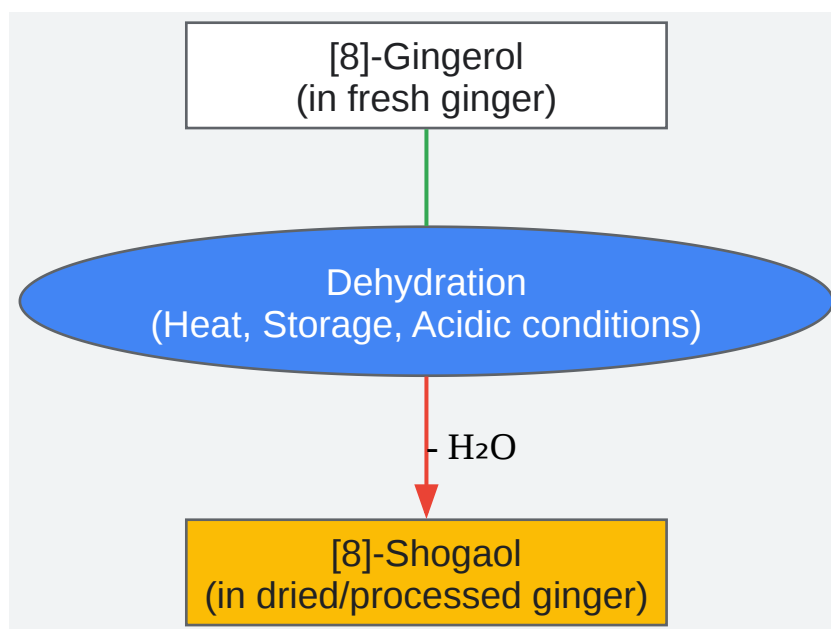 [8]-Gingerol
(in fresh ginger)
Dehydration
(Heat, Storage, Acidic conditions)
- H₂O
[8]-Shogaol
(in dried/processed ginger)